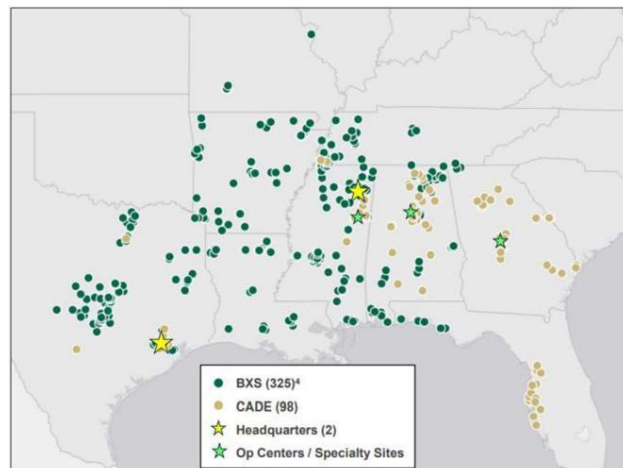 BXS (325)⁴
CADE (98)
Headquarters (2)
Op Centers / Specialty Sites